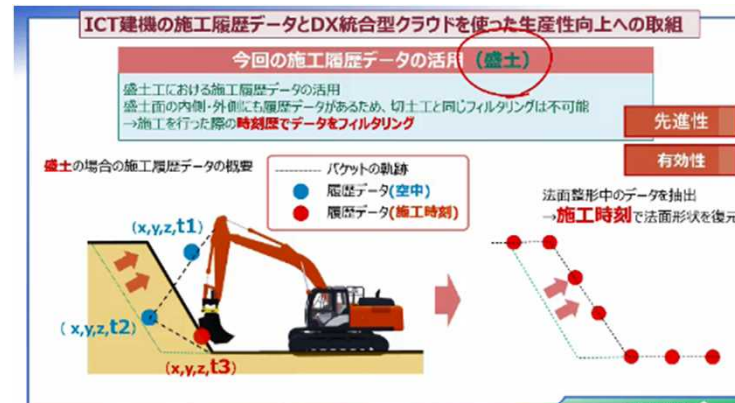 ICT建機の施工履歴データとDX統合型クラウドを使った生産性向上への取組
今回の施工履歴データの活用 (盛土)
盛土工における施工履歴データの活用
盛土面の内側・外側にも履歴データがあるため、切土工と同じフィルタリングは不可能
→施工を行った際の時刻歴でデータをフィルタリング
先進性
有効性
盛土の場合の施工履歴データの概要
バケットの軌跡
履歴データ(空中)
履歴データ(施工時刻)
法面整形中のデータを抽出
→施工時刻で法面形状を復元
(x,y,z,t1)
(x,y,z,t2)
(x,y,z,t3)